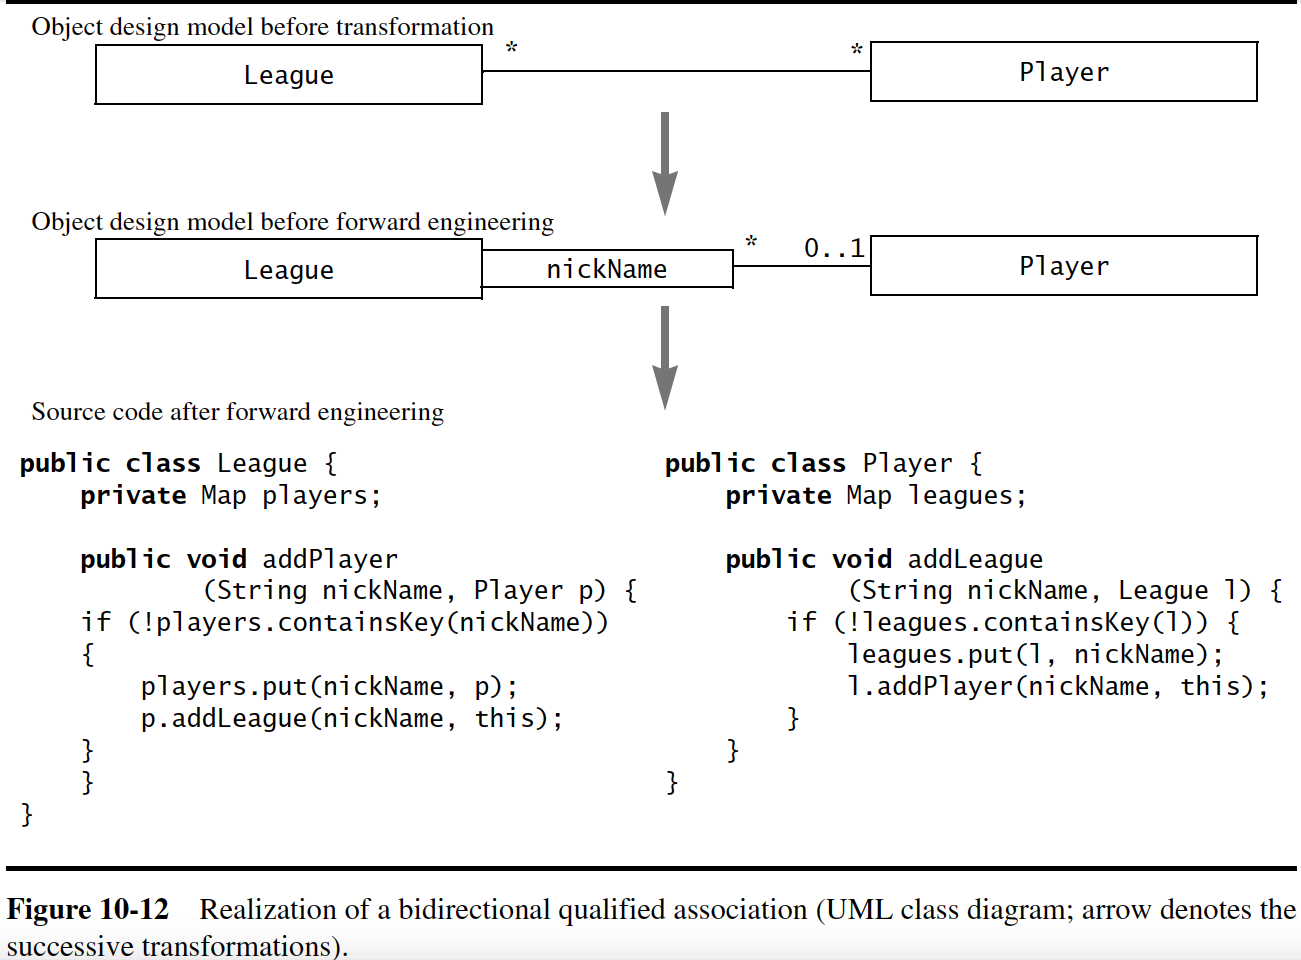 Object design model before transformation
* *
League Player
Object design model before forward engineering
* 0..1
League nickName Player
Source code after forward engineering
public class League {
private Map players;
public void addPlayer
(String nickName, Player p) {
if (!players.containsKey(nickName))
{
players.put(nickName, p);
p.addLeague(nickName, this);
}
}
}
public class Player {
private Map leagues;
public void addLeague
(String nickName, League l) {
if (!leagues.containsKey(l)) {
leagues.put(l, nickName);
l.addPlayer(nickName, this);
}
}
}
Figure 10-12 Realization of a bidirectional qualified association (UML class diagram; arrow denotes the
successive transformations).